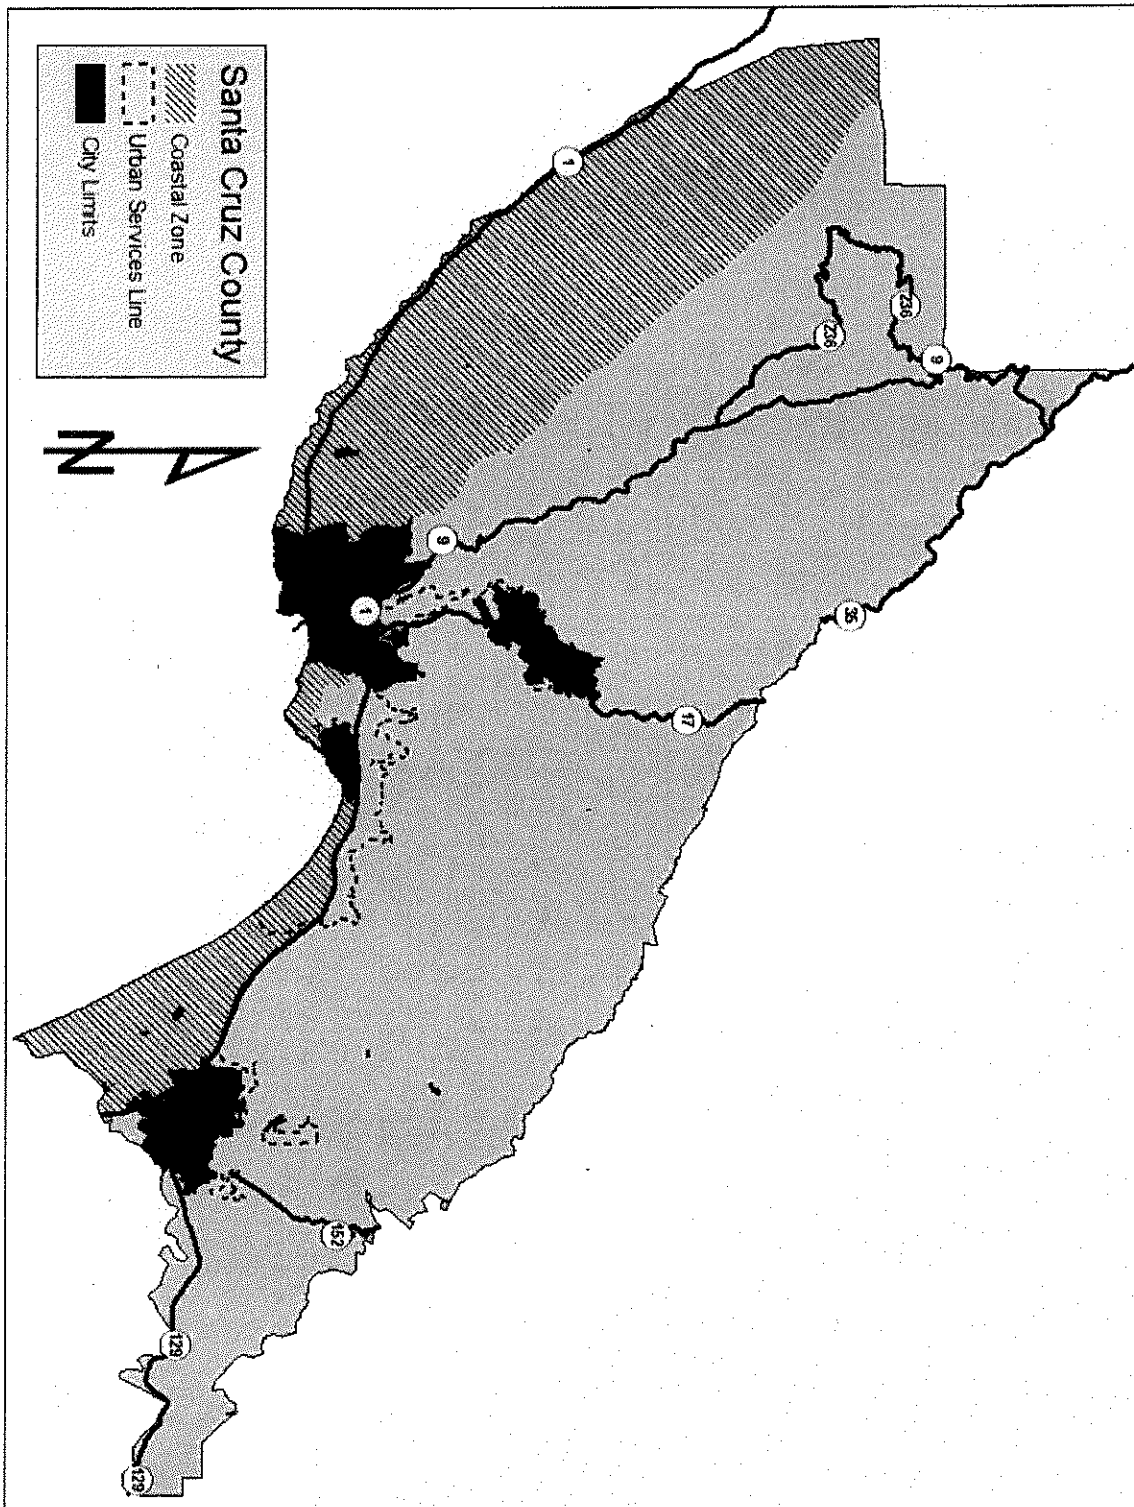 Santa Cruz County
Coastal Zone
Urban Services Line
City Limits
N
1
236
236
9
9
1
35
17
152
129
129